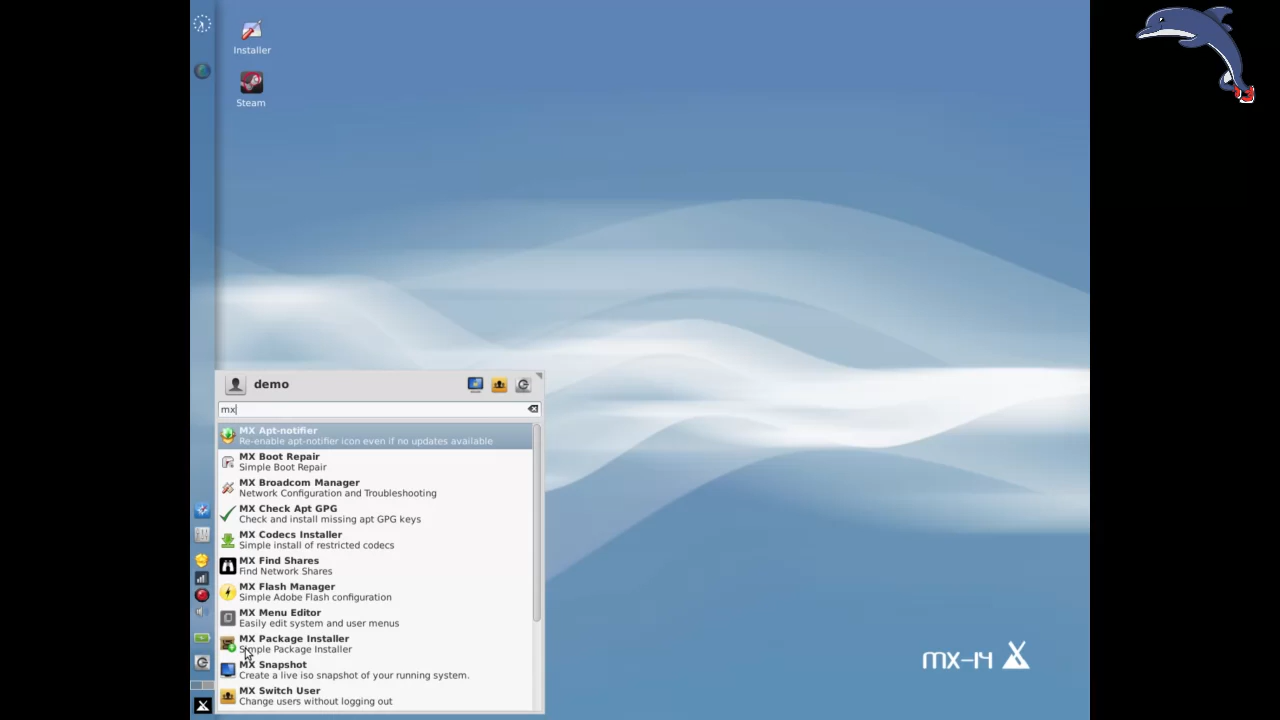 Installer
Steam
demo
mx
MX Apt-notifier
Re-enable apt-notifier icon even if no updates available
MX Boot Repair
Simple Boot Repair
MX Broadcom Manager
Network Configuration and Troubleshooting
MX Check Apt GPG
Check and install missing apt GPG keys
MX Codecs Installer
Simple install of restricted codecs
MX Find Shares
Find Network Shares
MX Flash Manager
Simple Adobe Flash configuration
MX Menu Editor
Easily edit system and user menus
MX Package Installer
Simple Package Installer
MX Snapshot
Create a live iso snapshot of your running system.
MX Switch User
Change users without logging out
mx-14